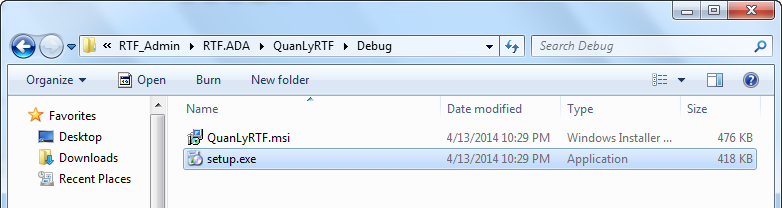 « RTF_Admin ▸ RTF.ADA ▸ QuanLyRTF ▸ Debug
Search Debug
Organize Open Burn New folder
Favorites
Desktop
Downloads
Recent Places
Name Date modified Type Size
QuanLyRTF.msi 4/13/2014 10:29 PM Windows Installer ... 476 KB
setup.exe 4/13/2014 10:29 PM Application 418 KB